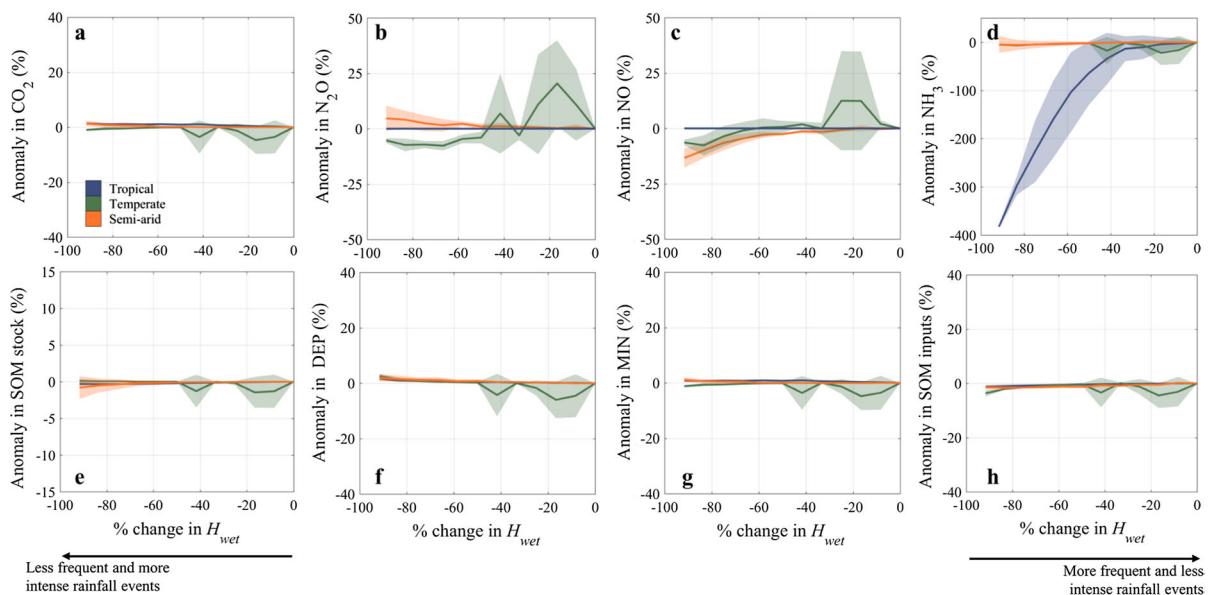 a
b
c
d
Anomaly in CO2 (%)
40
20
0
-20
-40
-100 -80 -60 -40 -20 0
Tropical
Temperate
Semi-arid
Anomaly in N2O (%)
50
25
0
-25
-50
-100 -80 -60 -40 -20 0
Anomaly in NO (%)
50
25
0
-25
-50
-100 -80 -60 -40 -20 0
Anomaly in NH3 (%)
0
-100
-200
-300
-400
-100 -80 -60 -40 -20 0
Anomaly in SOM stock (%)
15
10
5
0
-5
-10
-15
e
-100 -80 -60 -40 -20 0
% change in Hwet
Anomaly in DEP (%)
40
20
0
-20
-40
f
-100 -80 -60 -40 -20 0
% change in Hwet
Anomaly in MIN (%)
40
20
0
-20
-40
g
-100 -80 -60 -40 -20 0
% change in Hwet
Anomaly in SOM inputs (%)
40
20
0
-20
-40
h
-100 -80 -60 -40 -20 0
% change in Hwet
Less frequent and more
intense rainfall events
More frequent and less
intense rainfall events